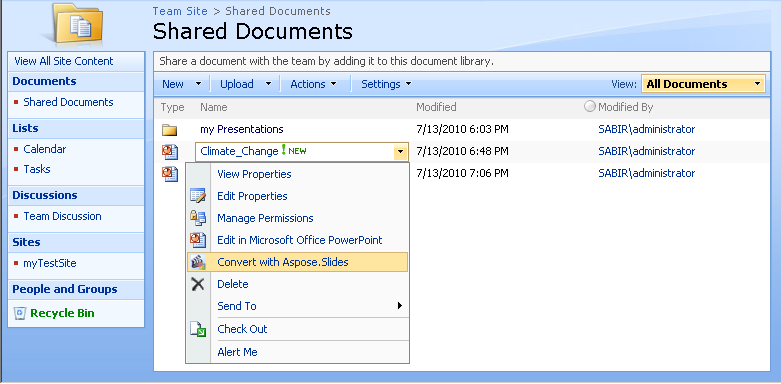 Team Site > Shared Documents
Shared Documents
View All Site Content
Documents
Shared Documents
Lists
Calendar
Tasks
Discussions
Team Discussion
Sites
myTestSite
People and Groups
Recycle Bin
Share a document with the team by adding it to this document library.
New Upload Actions Settings View: All Documents
Type Name Modified Modified By
my Presentations 7/13/2010 6:03 PM SABIR\administrator
Climate_Change ! NEW 7/13/2010 6:48 PM SABIR\administrator
7/13/2010 7:06 PM SABIR\administrator
View Properties
Edit Properties
Manage Permissions
Edit in Microsoft Office PowerPoint
Convert with Aspose.Slides
Delete
Send To
Check Out
Alert Me